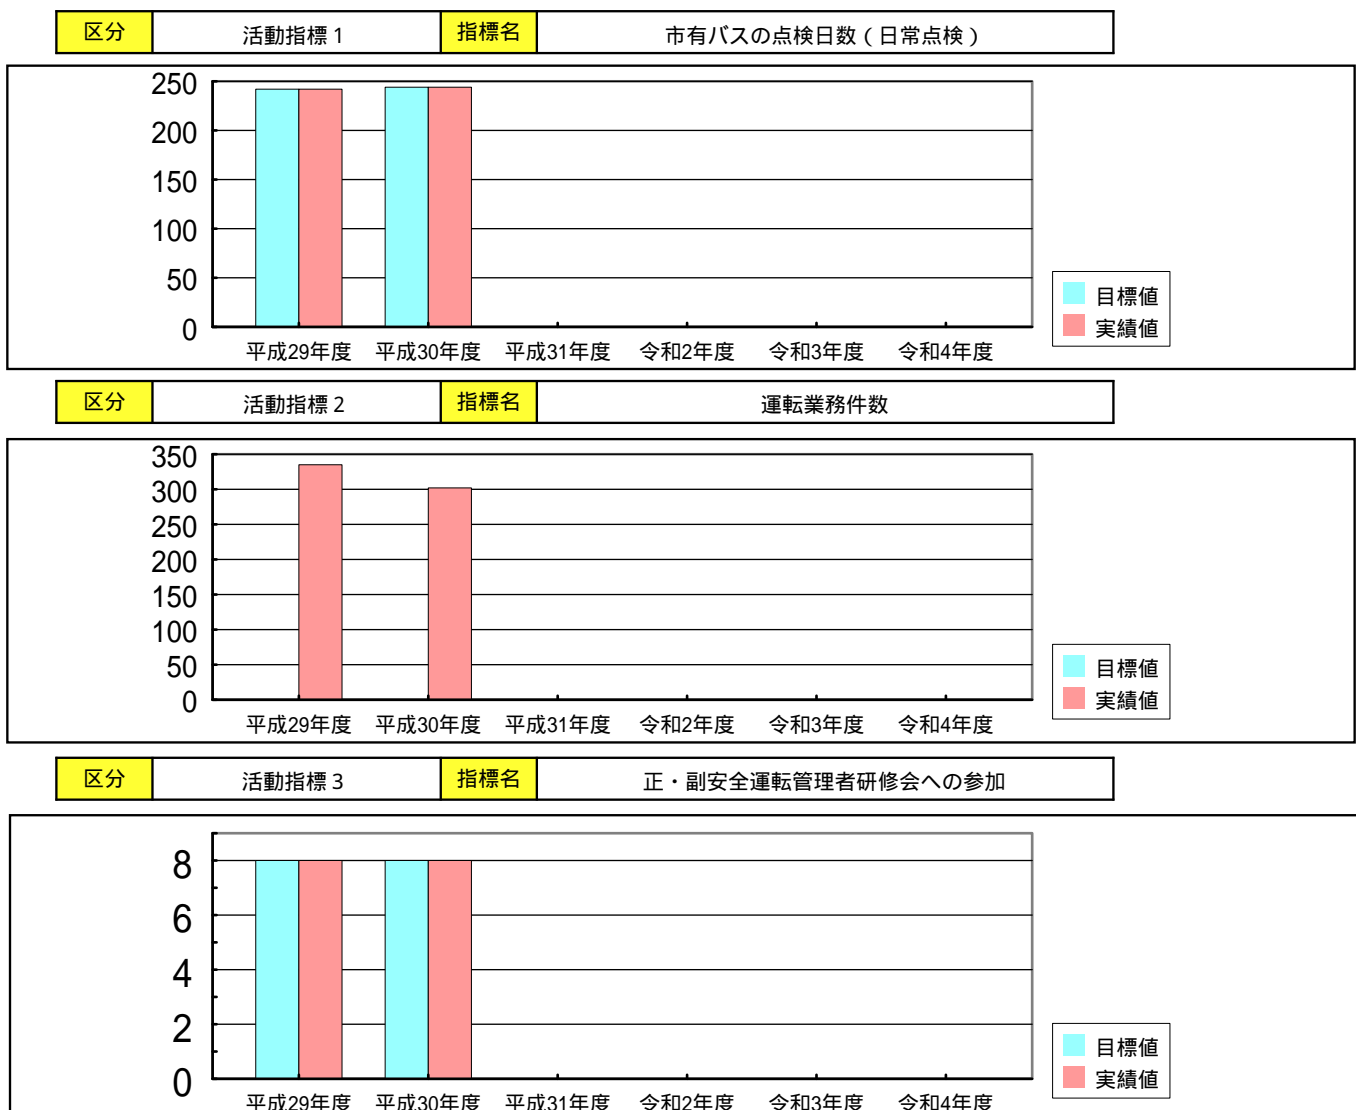 区分 活動指標1 指標名 市有バスの点検日数(日常点検)
250
200
150
100
50
0
平成29年度 平成30年度 平成31年度 令和2年度 令和3年度 令和4年度
目標値
実績値
区分 活動指標2 指標名 運転業務件数
350
300
250
200
150
100
50
0
平成29年度 平成30年度 平成31年度 令和2年度 令和3年度 令和4年度
目標値
実績値
区分 活動指標3 指標名 正・副安全運転管理者研修会への参加
8
6
4
2
0
平成29年度 平成30年度 平成31年度 令和2年度 令和3年度 令和4年度
目標値
実績値